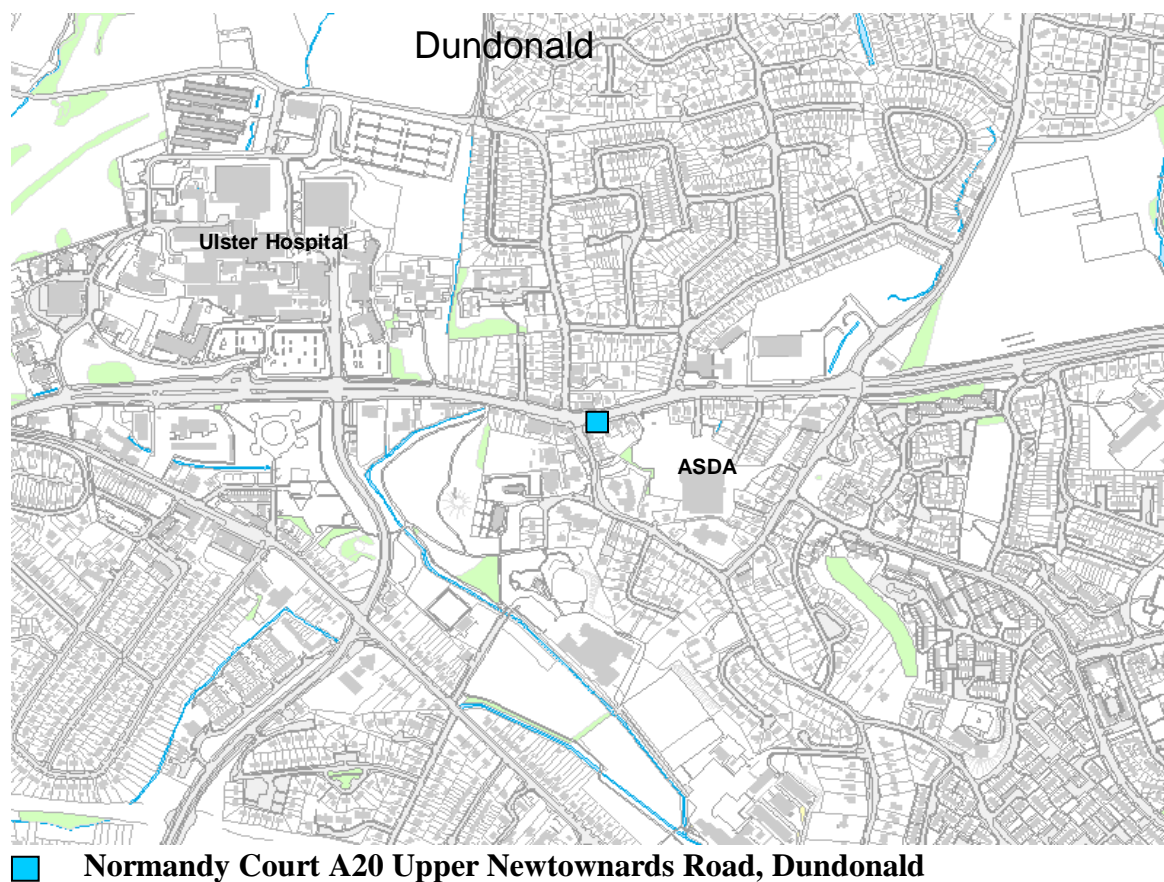 Dundonald
Ulster Hospital
ASDA
Normandy Court A20 Upper Newtownards Road, Dundonald